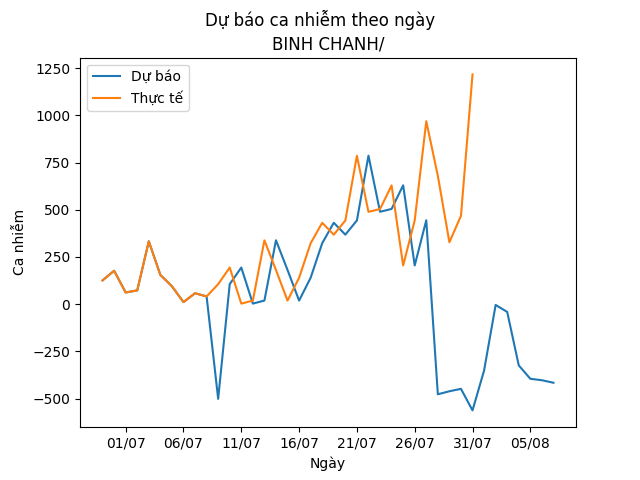 Dự báo ca nhiễm theo ngày
BINH CHANH/
Dự báo
Thực tế
1250
1000
750
500
250
0
−250
−500
Ca nhiễm
01/07 06/07 11/07 16/07 21/07 26/07 31/07 05/08
Ngày